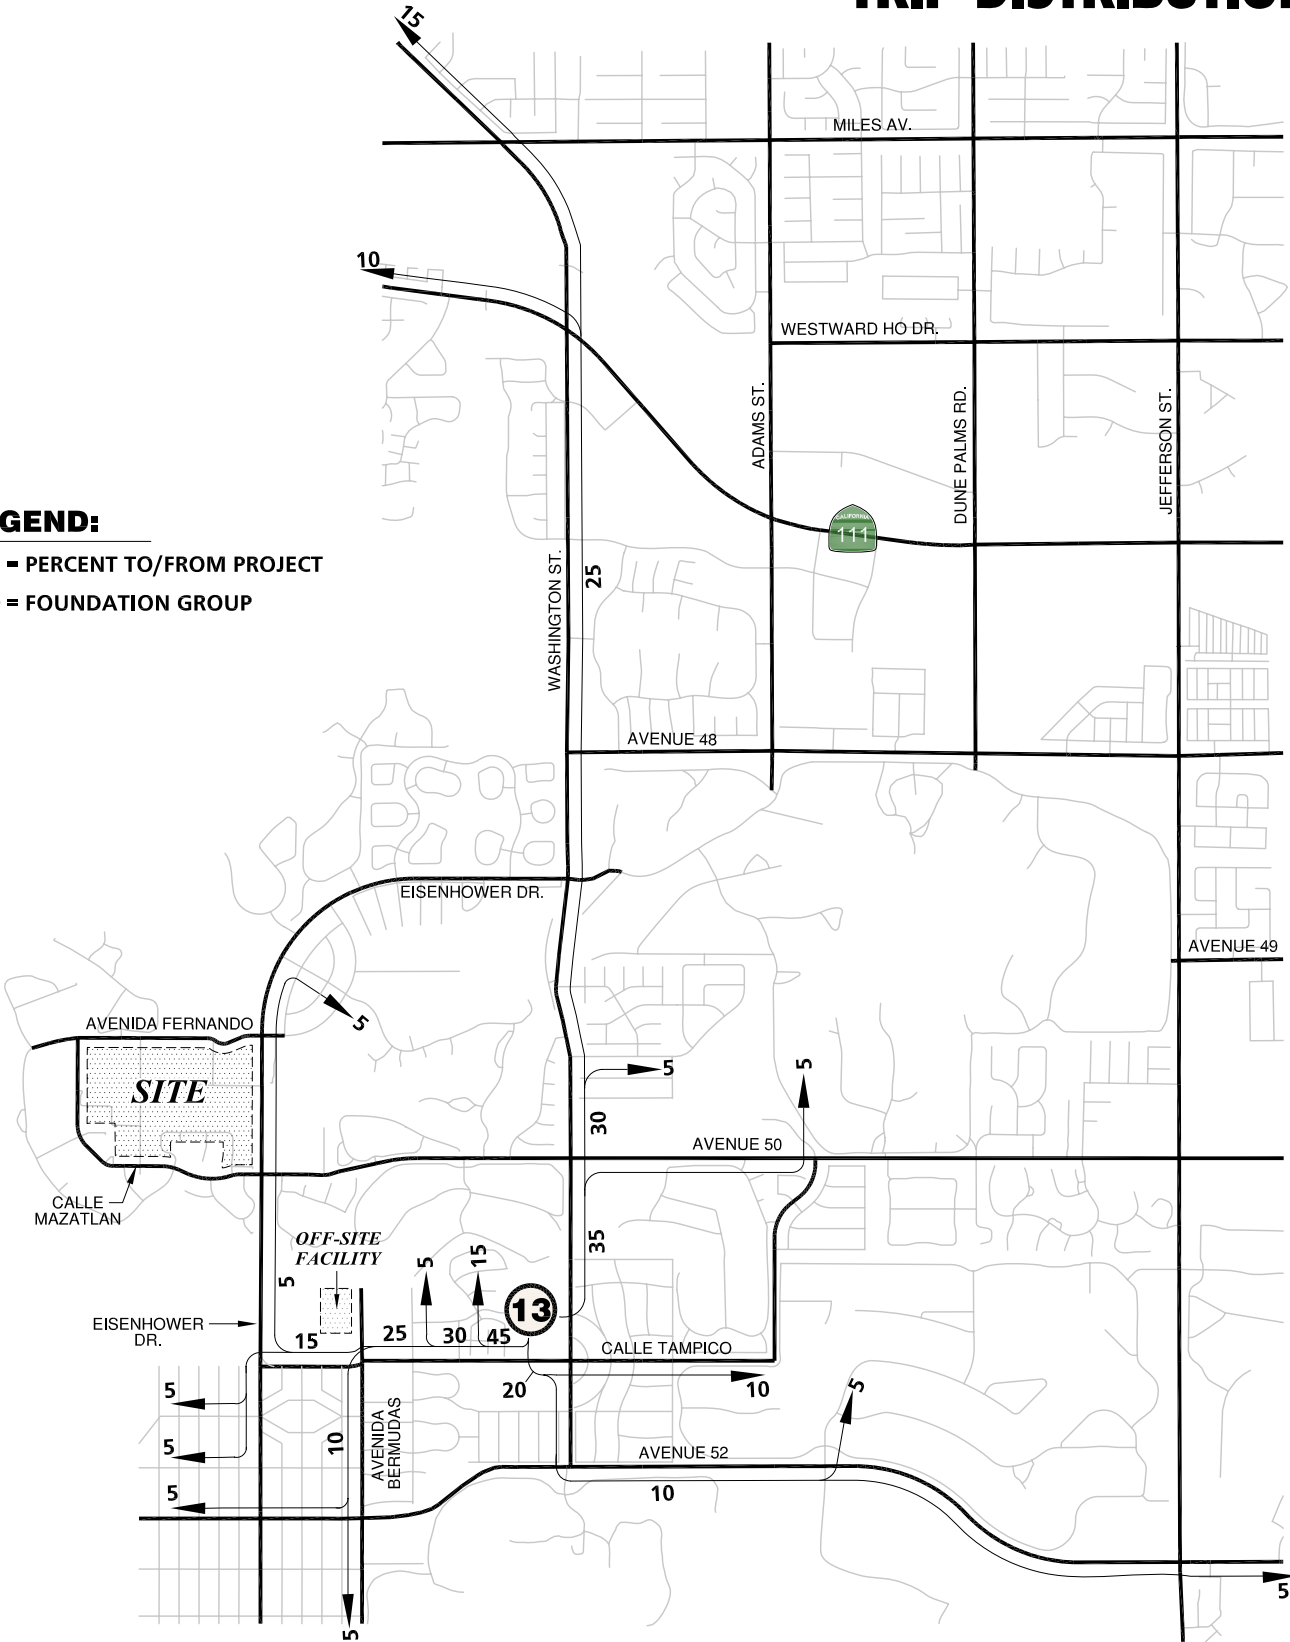 TRIP DISTRIBUTION
15
MILES AV.
10
WESTWARD HO DR.
ADAMS ST.
DUNE PALMS RD.
JEFFERSON ST.
CALIFORNIA
111
GEND:
= PERCENT TO/FROM PROJECT
= FOUNDATION GROUP
WASHINGTON ST.
25
AVENUE 48
EISENHOWER DR.
AVENUE 49
AVENIDA FERNANDO
5
SITE
5
5
30
AVENUE 50
CALLE
MAZATLAN
OFF-SITE
FACILITY
35
5
15
5
13
EISENHOWER
DR.
15
25
30
45
CALLE TAMPICO
20
10
5
5
5
10
AVENIDA
BERMUDAS
AVENUE 52
5
10
5
5